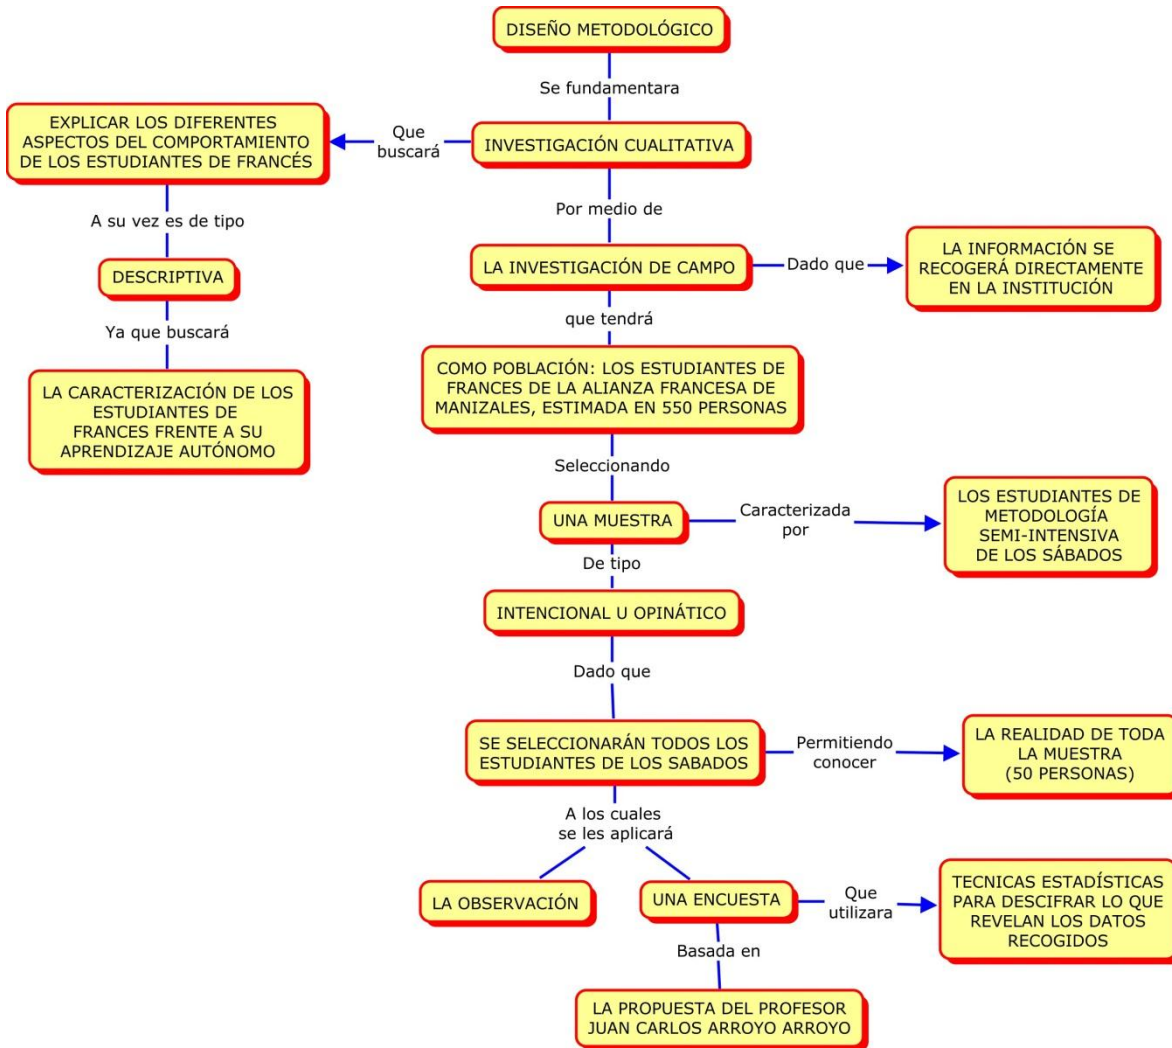 DISEÑO METODOLÓGICO
Se fundamentara
INVESTIGACIÓN CUALITATIVA
Que
buscará
EXPLICAR LOS DIFERENTES
ASPECTOS DEL COMPORTAMIENTO
DE LOS ESTUDIANTES DE FRANCÉS
A su vez es de tipo
DESCRIPTIVA
Ya que buscará
LA CARACTERIZACIÓN DE LOS
ESTUDIANTES DE
FRANCES FRENTE A SU
APRENDIZAJE AUTÓNOMO
Por medio de
LA INVESTIGACIÓN DE CAMPO
Dado que
LA INFORMACIÓN SE
RECOGERÁ DIRECTAMENTE
EN LA INSTITUCIÓN
que tendrá
COMO POBLACIÓN: LOS ESTUDIANTES DE
FRANCES DE LA ALIANZA FRANCESA DE
MANIZALES, ESTIMADA EN 550 PERSONAS
Seleccionando
UNA MUESTRA
Caracterizada
por
LOS ESTUDIANTES DE
METODOLOGÍA
SEMI-INTENSIVA
DE LOS SÁBADOS
De tipo
INTENCIONAL U OPINÁTICO
Dado que
SE SELECCIONARÁN TODOS LOS
ESTUDIANTES DE LOS SABADOS
Permitiendo
conocer
LA REALIDAD DE TODA
LA MUESTRA
(50 PERSONAS)
A los cuales
se les aplicará
LA OBSERVACIÓN
UNA ENCUESTA
Que
utilizara
TECNICAS ESTADÍSTICAS
PARA DESCIFRAR LO QUE
REVELAN LOS DATOS
RECOGIDOS
Basada en
LA PROPUESTA DEL PROFESOR
JUAN CARLOS ARROYO ARROYO